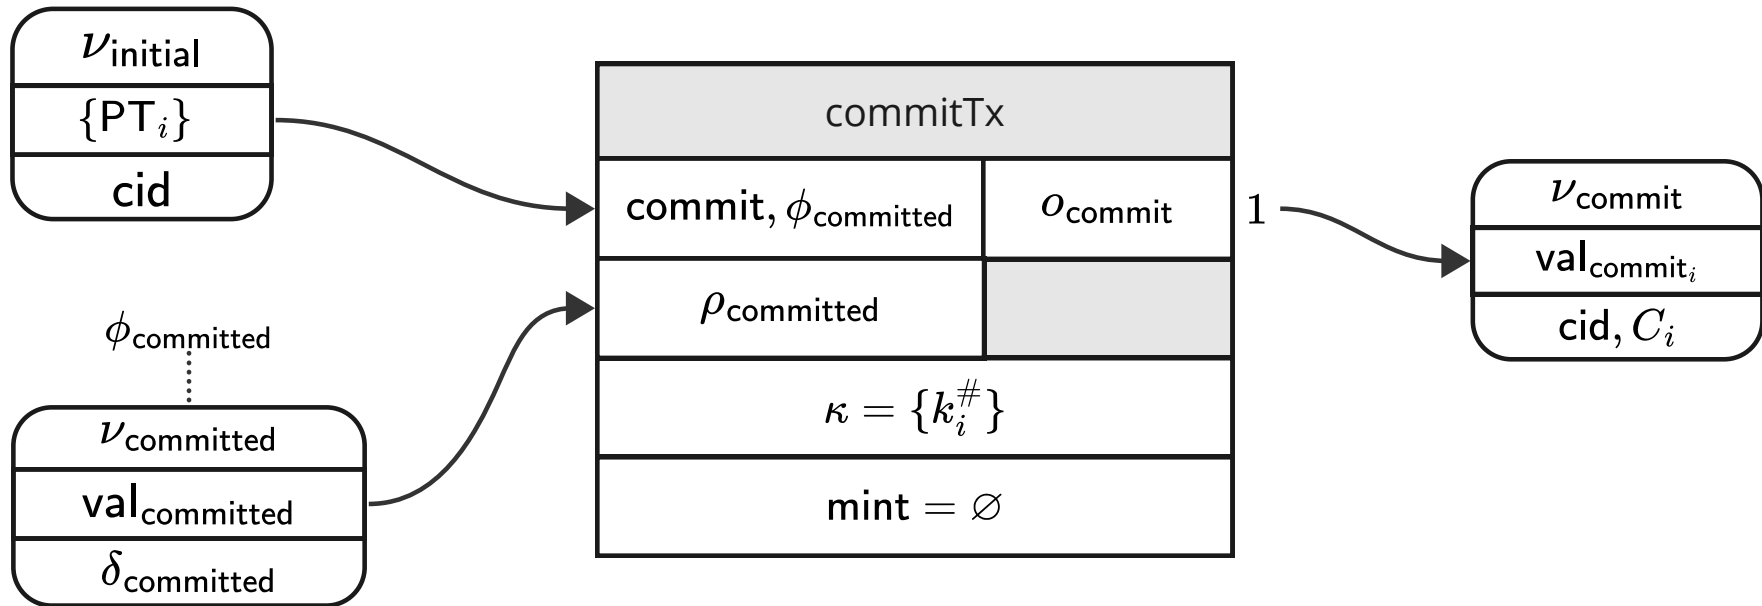 ν_initial
{PT_i}
cid
ϕ_committed
ν_committed
val_committed
δ_committed
commitTx
commit, ϕ_committed
o_commit
1
ρ_committed
κ = {k_i^#}
mint = ∅
ν_commit
val_commit_i
cid, C_i